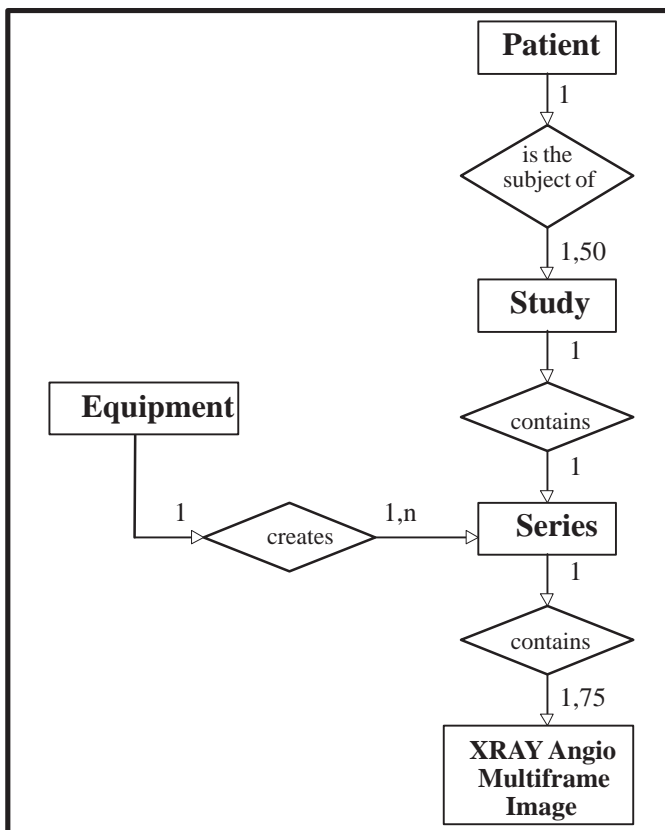 Patient
1
is the
subject of
1,50
Study
1
Equipment
contains
1
1
creates
1,n
Series
1
contains
1,75
XRAY Angio
Multiframe
Image